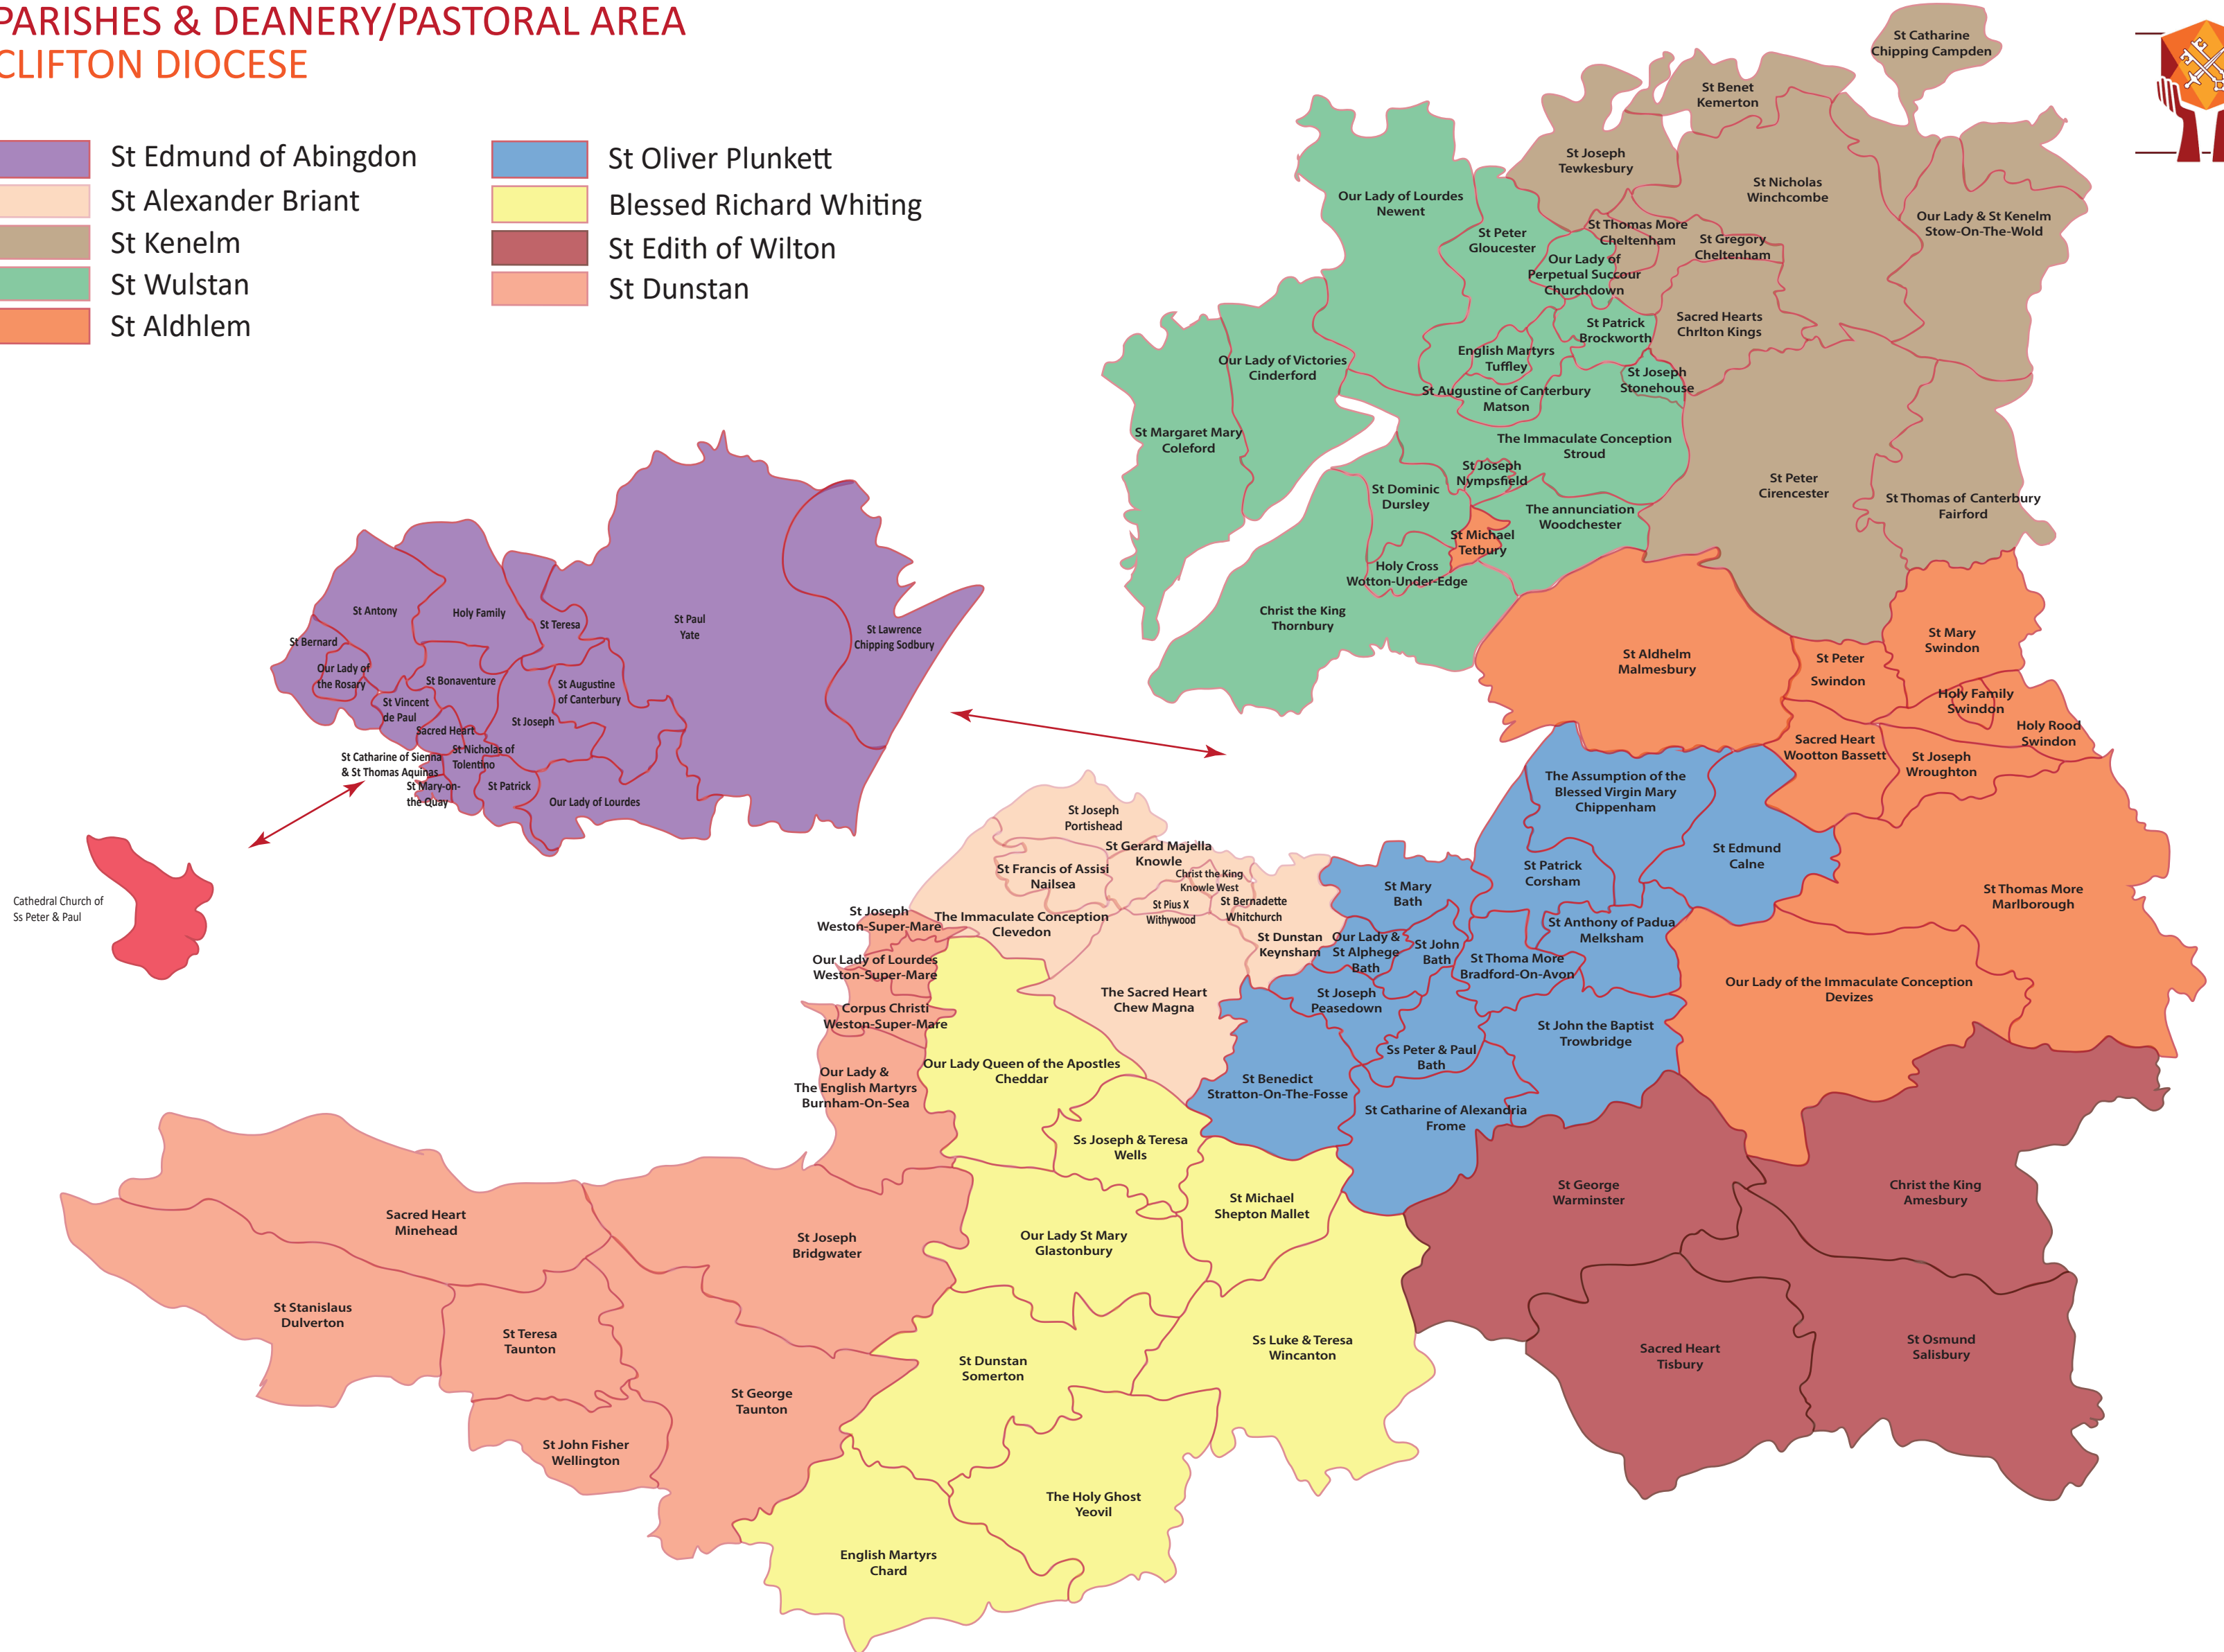 PARISHES & DEANERY/PASTORAL AREA
CLIFTON DIOCESE
St Edmund of Abingdon
St Alexander Briant
St Kenelm
St Wulstan
St Aldhlem
St Oliver Plunkett
Blessed Richard Whiting
St Edith of Wilton
St Dunstan
St Catharine
Chipping Campden
St Benet
Kemerton
St Joseph
Tewkesbury
St Nicholas
Winchcombe
Our Lady & St Kenelm
Stow-On-The-Wold
St Thomas More
Cheltenham
St Gregory
Cheltenham
Sacred Hearts
Chrlton Kings
St Peter
Cirencester
St Thomas of Canterbury
Fairford
Our Lady of Lourdes
Newent
St Peter
Gloucester
Our Lady of
Perpetual Succour
Churchdown
St Patrick
Brockworth
English Martyrs
Tuffley
St Joseph
Stonehouse
St Augustine of Canterbury
Matson
Our Lady of Victories
Cinderford
St Margaret Mary
Coleford
The Immaculate Conception
Stroud
St Joseph
Nympsfield
St Dominic
Dursley
The annunciation
Woodchester
St Michael
Tetbury
Holy Cross
Wotton-Under-Edge
Christ the King
Thornbury
St Aldhelm
Malmesbury
St Peter
Swindon
St Mary
Swindon
Holy Family
Swindon
Holy Rood
Swindon
Sacred Heart
Wootton Bassett
St Joseph
Wroughton
St Thomas More
Marlborough
Our Lady of the Immaculate Conception
Devizes
St Antony
Holy Family
St Teresa
St Paul
Yate
St Lawrence
Chipping Sodbury
St Bernard
Our Lady of
the Rosary
St Bonaventure
St Augustine
of Canterbury
St Vincent
de Paul
St Joseph
Sacred Heart
St Nicholas of
Tolentino
St Catharine of Sienna
& St Thomas Aquinas
St Mary-on-
the Quay
St Patrick
Our Lady of Lourdes
Cathedral Church of
Ss Peter & Paul
St Joseph
Portishead
St Gerard Majella
Knowle
St Francis of Assisi
Nailsea
Christ the King
Knowle West
St Pius X
Withywood
St Bernadette
Whitchurch
The Immaculate Conception
Clevedon
St Dunstan
Keynsham
The Sacred Heart
Chew Magna
The Assumption of the
Blessed Virgin Mary
Chippenham
St Edmund
Calne
St Patrick
Corsham
St Mary
Bath
St Anthony of Padua
Melksham
Our Lady &
St Alphege
Bath
St John
Bath
St Thoma More
Bradford-On-Avon
St Joseph
Peasedown
St John the Baptist
Trowbridge
Ss Peter & Paul
Bath
St Benedict
Stratton-On-The-Fosse
St Catharine of Alexandria
Frome
St Joseph
Weston-Super-Mare
Our Lady of Lourdes
Weston-Super-Mare
Corpus Christi
Weston-Super-Mare
Our Lady &
The English Martyrs
Burnham-On-Sea
Our Lady Queen of the Apostles
Cheddar
Ss Joseph & Teresa
Wells
St Michael
Shepton Mallet
Our Lady St Mary
Glastonbury
Ss Luke & Teresa
Wincanton
St Dunstan
Somerton
The Holy Ghost
Yeovil
English Martyrs
Chard
Sacred Heart
Minehead
St Joseph
Bridgwater
St Stanislaus
Dulverton
St Teresa
Taunton
St George
Taunton
St John Fisher
Wellington
St George
Warminster
Christ the King
Amesbury
Sacred Heart
Tisbury
St Osmund
Salisbury